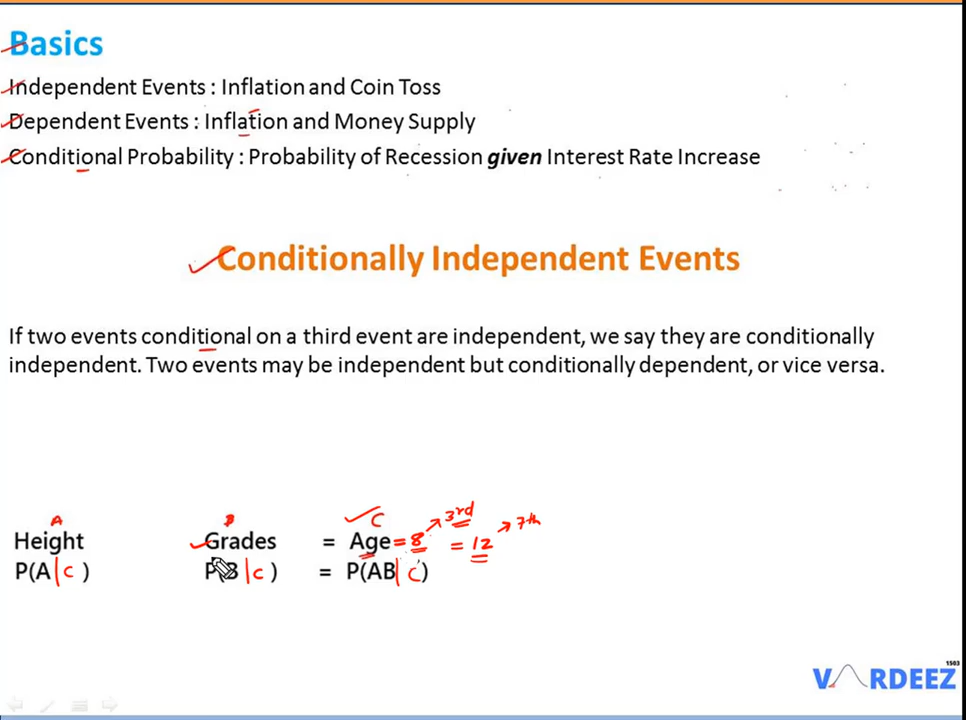 Basics
Independent Events : Inflation and Coin Toss
Dependent Events : Inflation and Money Supply
Conditional Probability : Probability of Recession given Interest Rate Increase
Conditionally Independent Events
If two events conditional on a third event are independent, we say they are conditionally
independent. Two events may be independent but conditionally dependent, or vice versa.
A B C 3rd 7th
Height Grades = Age = 8 = 12
P(A|C) P(B|C) = P(AB|C)
1503
VARDEEZ